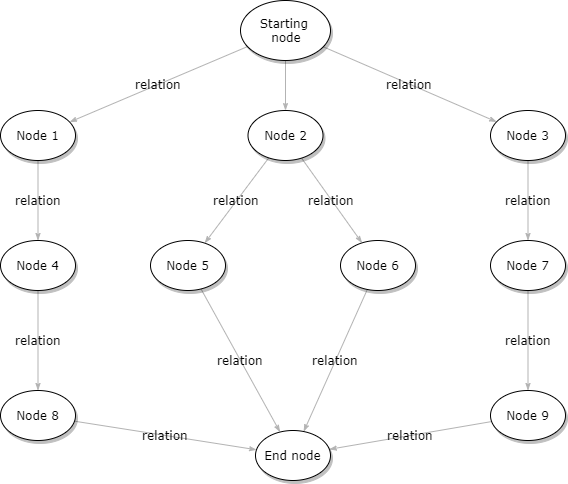 Starting
node
relation
relation
Node 1
Node 2
Node 3
relation
relation
relation
relation
Node 4
Node 5
Node 6
Node 7
relation
relation
relation
relation
Node 8
Node 9
relation
relation
End node